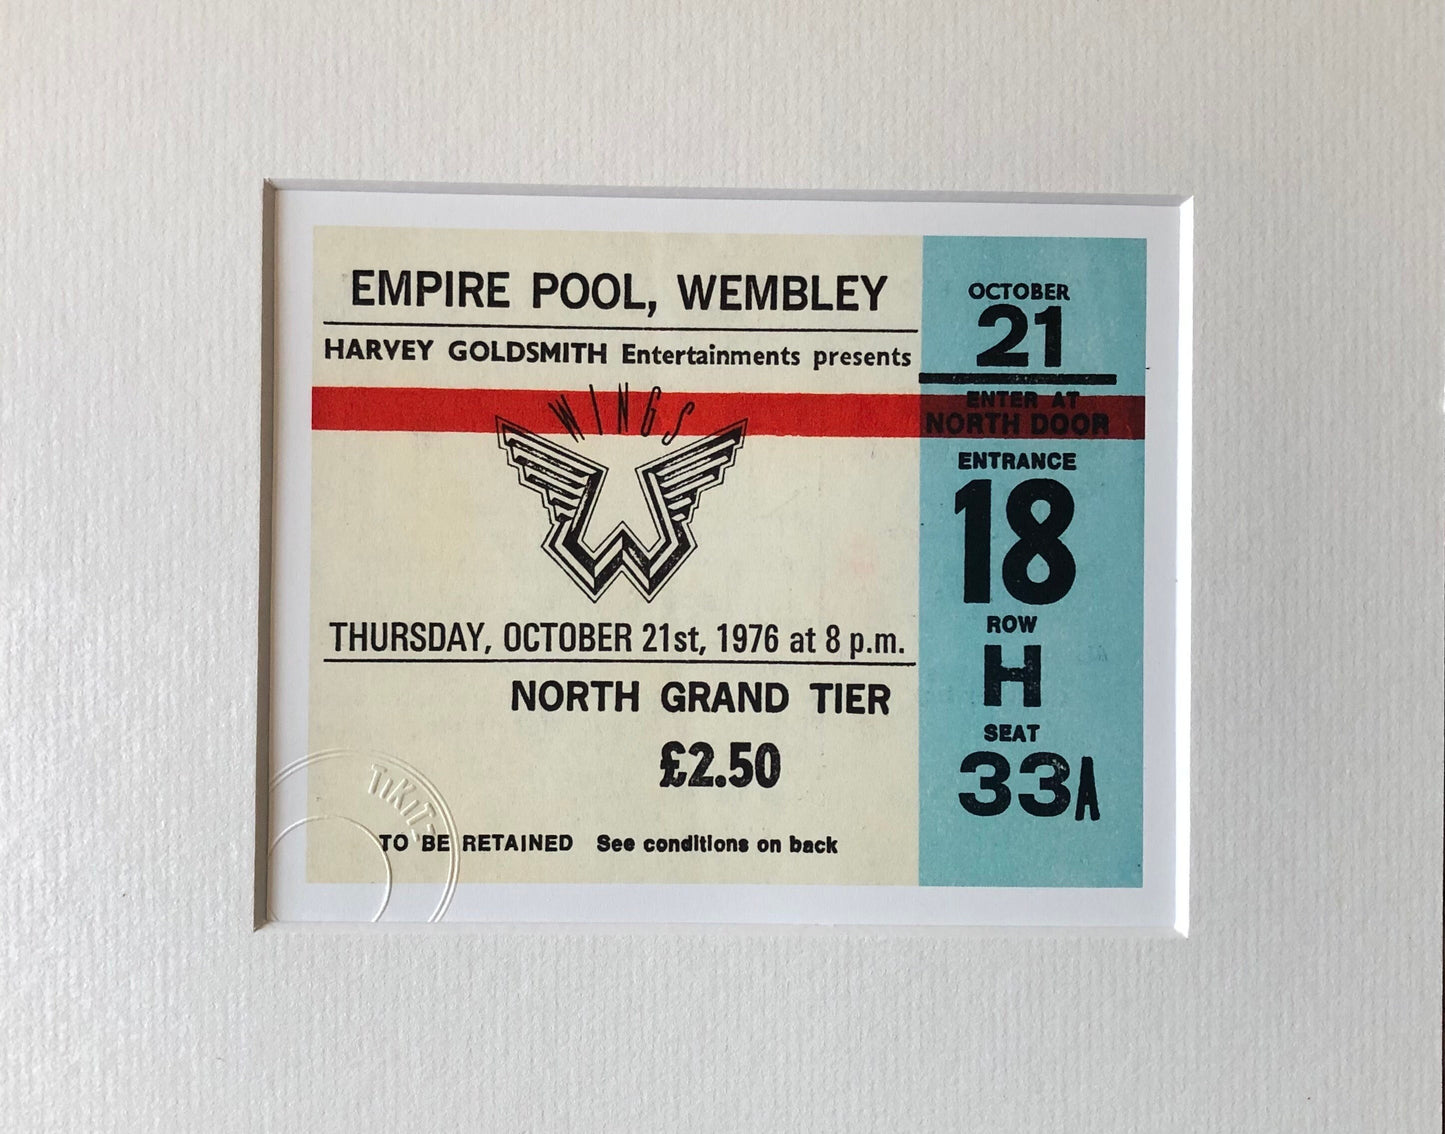 EMPIRE POOL, WEMBLEY
HARVEY GOLDSMITH Entertainments presents
WINGS
W
THURSDAY, OCTOBER 21st, 1976 at 8 p.m.
NORTH GRAND TIER
£2.50
TO BE RETAINED See conditions on back
TiKiT
OCTOBER
21
ENTER AT
NORTH DOOR
ENTRANCE
18
ROW
H
SEAT
33A